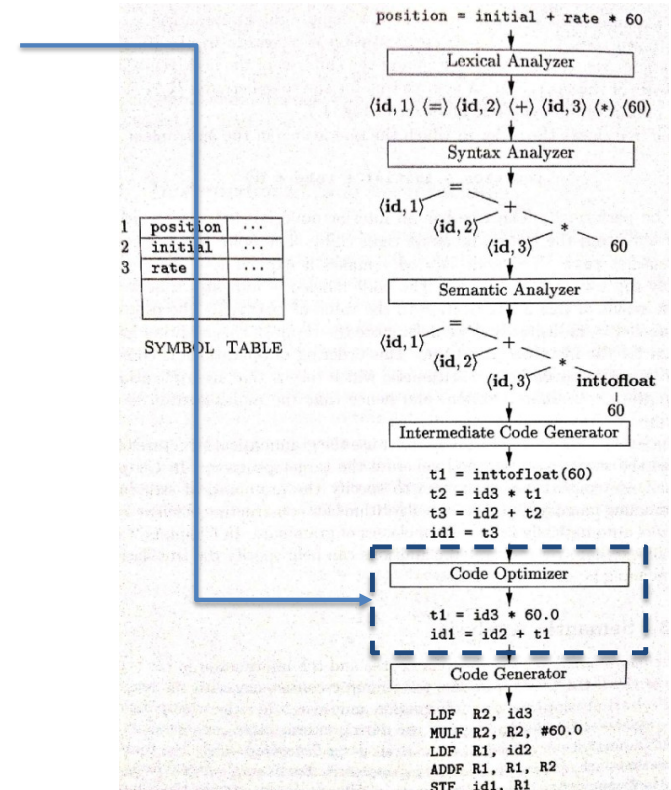 position = initial + rate * 60
Lexical Analyzer
⟨id, 1⟩ ⟨=⟩ ⟨id, 2⟩ ⟨+⟩ ⟨id, 3⟩ ⟨*⟩ ⟨60⟩
Syntax Analyzer
=
⟨id, 1⟩ +
⟨id, 2⟩ *
⟨id, 3⟩ 60
1 position ...
2 initial ...
3 rate ...
SYMBOL TABLE
Semantic Analyzer
=
⟨id, 1⟩ +
⟨id, 2⟩ *
⟨id, 3⟩ inttofloat
60
Intermediate Code Generator
t1 = inttofloat(60)
t2 = id3 * t1
t3 = id2 + t2
id1 = t3
Code Optimizer
t1 = id3 * 60.0
id1 = id2 + t1
Code Generator
LDF R2, id3
MULF R2, R2, #60.0
LDF R1, id2
ADDF R1, R1, R2
STF id1, R1